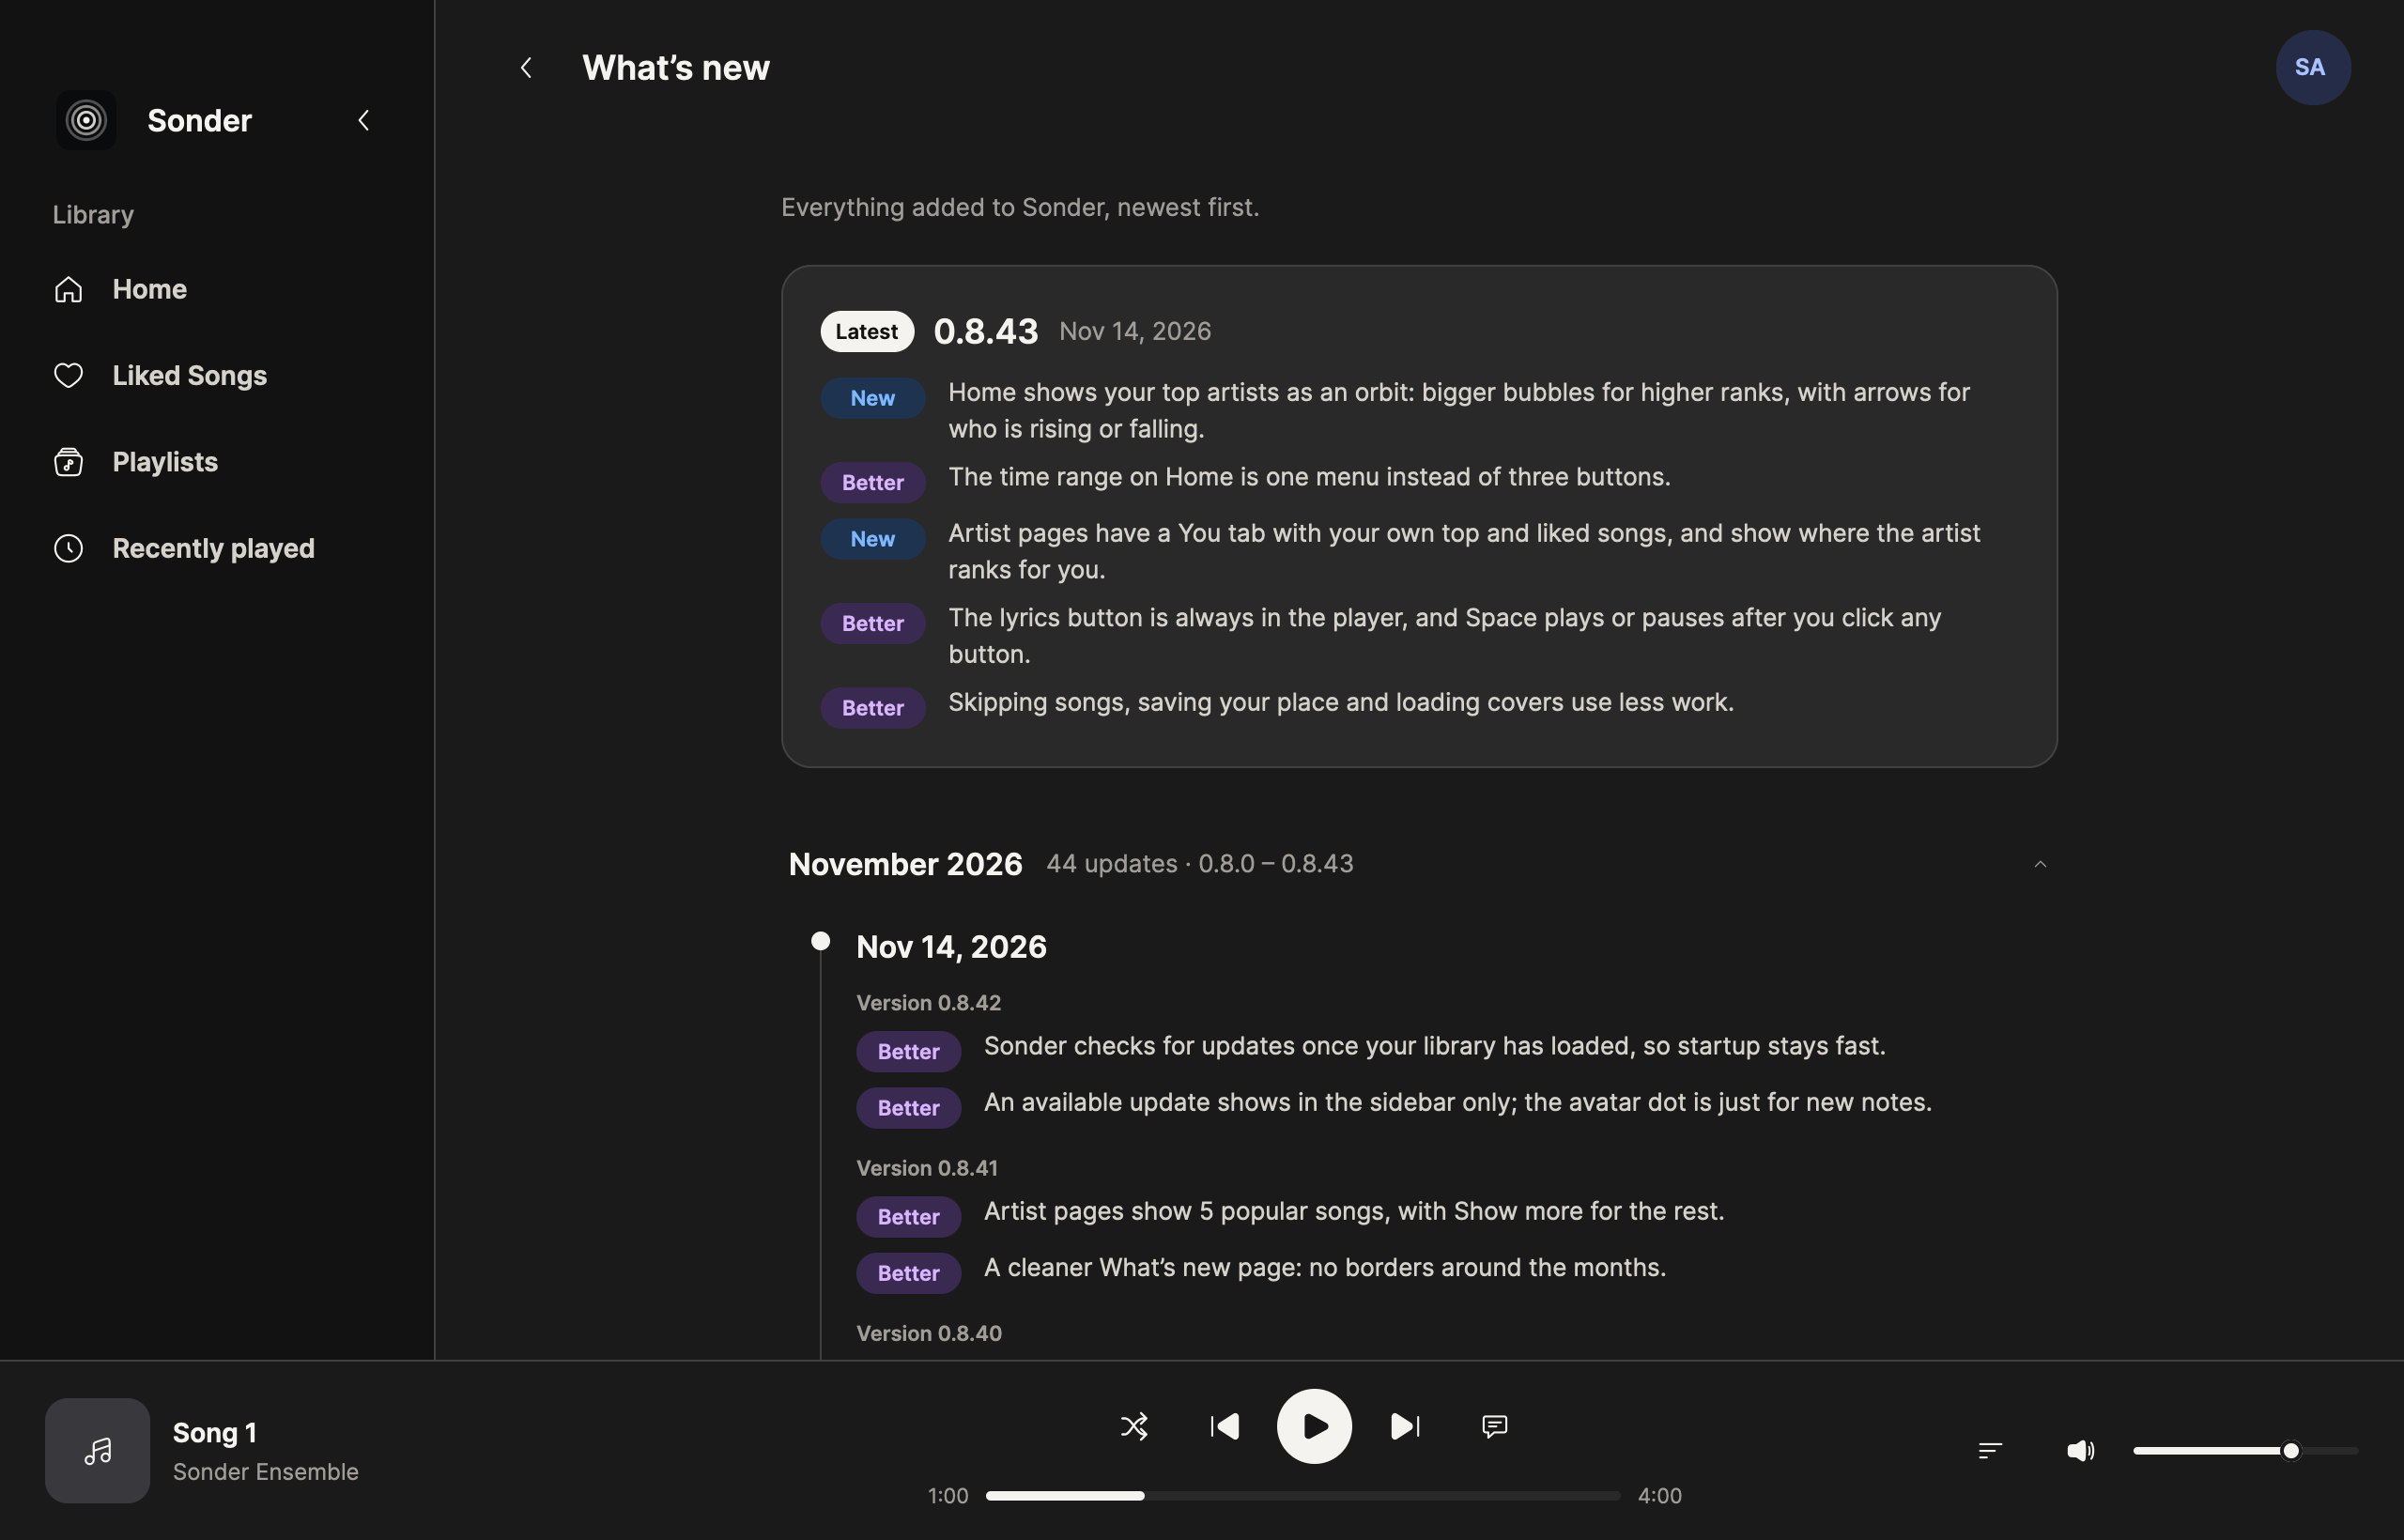 Sonder
Library
Home
Liked Songs
Playlists
Recently played
What’s new
SA
Everything added to Sonder, newest first.
Latest 0.8.43 Nov 14, 2026
New Home shows your top artists as an orbit: bigger bubbles for higher ranks, with arrows for
who is rising or falling.
Better The time range on Home is one menu instead of three buttons.
New Artist pages have a You tab with your own top and liked songs, and show where the artist
ranks for you.
Better The lyrics button is always in the player, and Space plays or pauses after you click any
button.
Better Skipping songs, saving your place and loading covers use less work.
November 2026 44 updates · 0.8.0 – 0.8.43
Nov 14, 2026
Version 0.8.42
Better Sonder checks for updates once your library has loaded, so startup stays fast.
Better An available update shows in the sidebar only; the avatar dot is just for new notes.
Version 0.8.41
Better Artist pages show 5 popular songs, with Show more for the rest.
Better A cleaner What’s new page: no borders around the months.
Version 0.8.40
Song 1
Sonder Ensemble
1:00 4:00